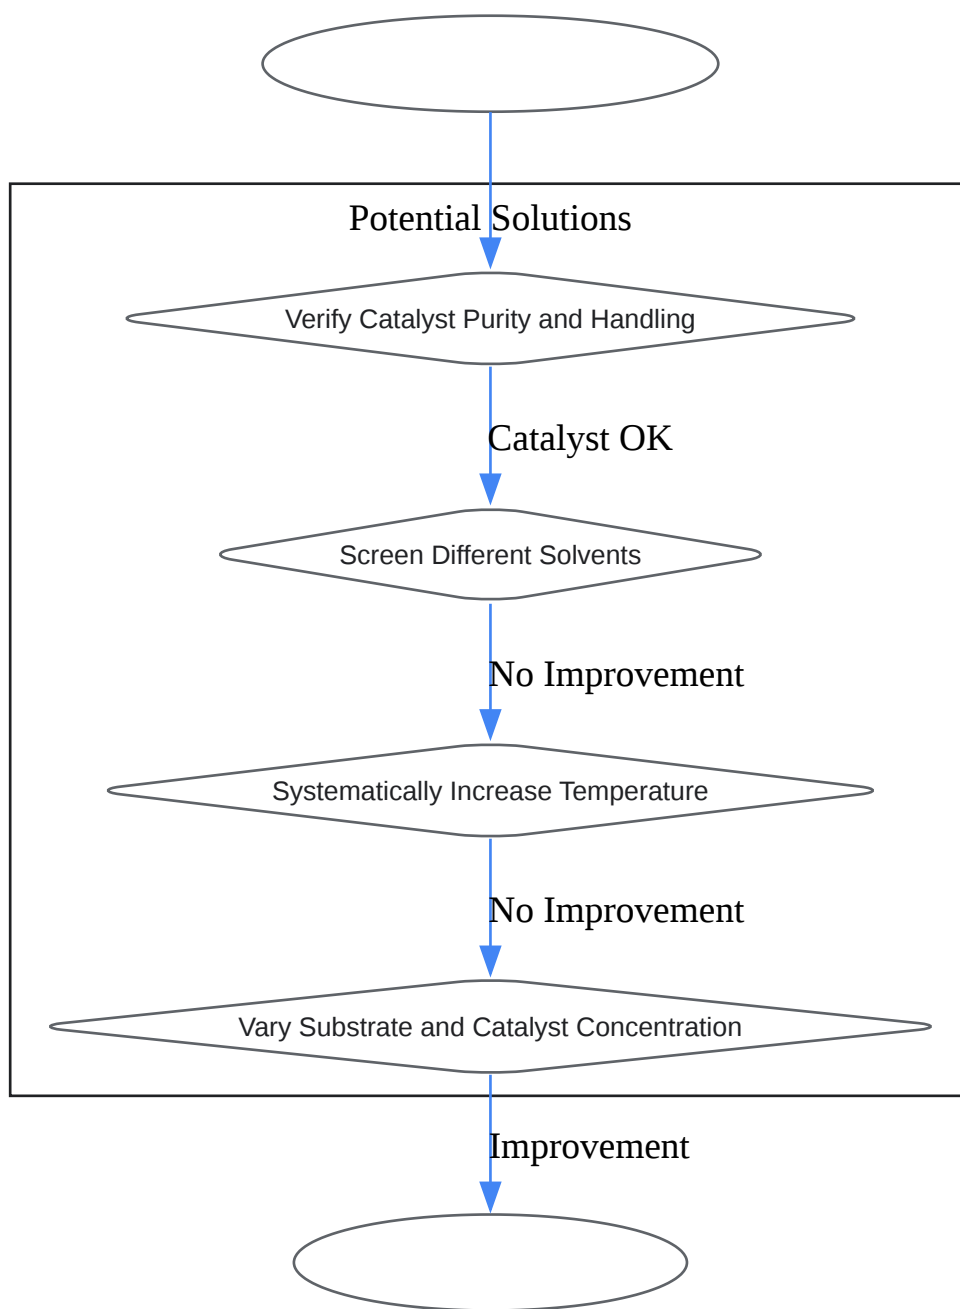 Potential Solutions
Verify Catalyst Purity and Handling
Catalyst OK
Screen Different Solvents
No Improvement
Systematically Increase Temperature
No Improvement
Vary Substrate and Catalyst Concentration
Improvement